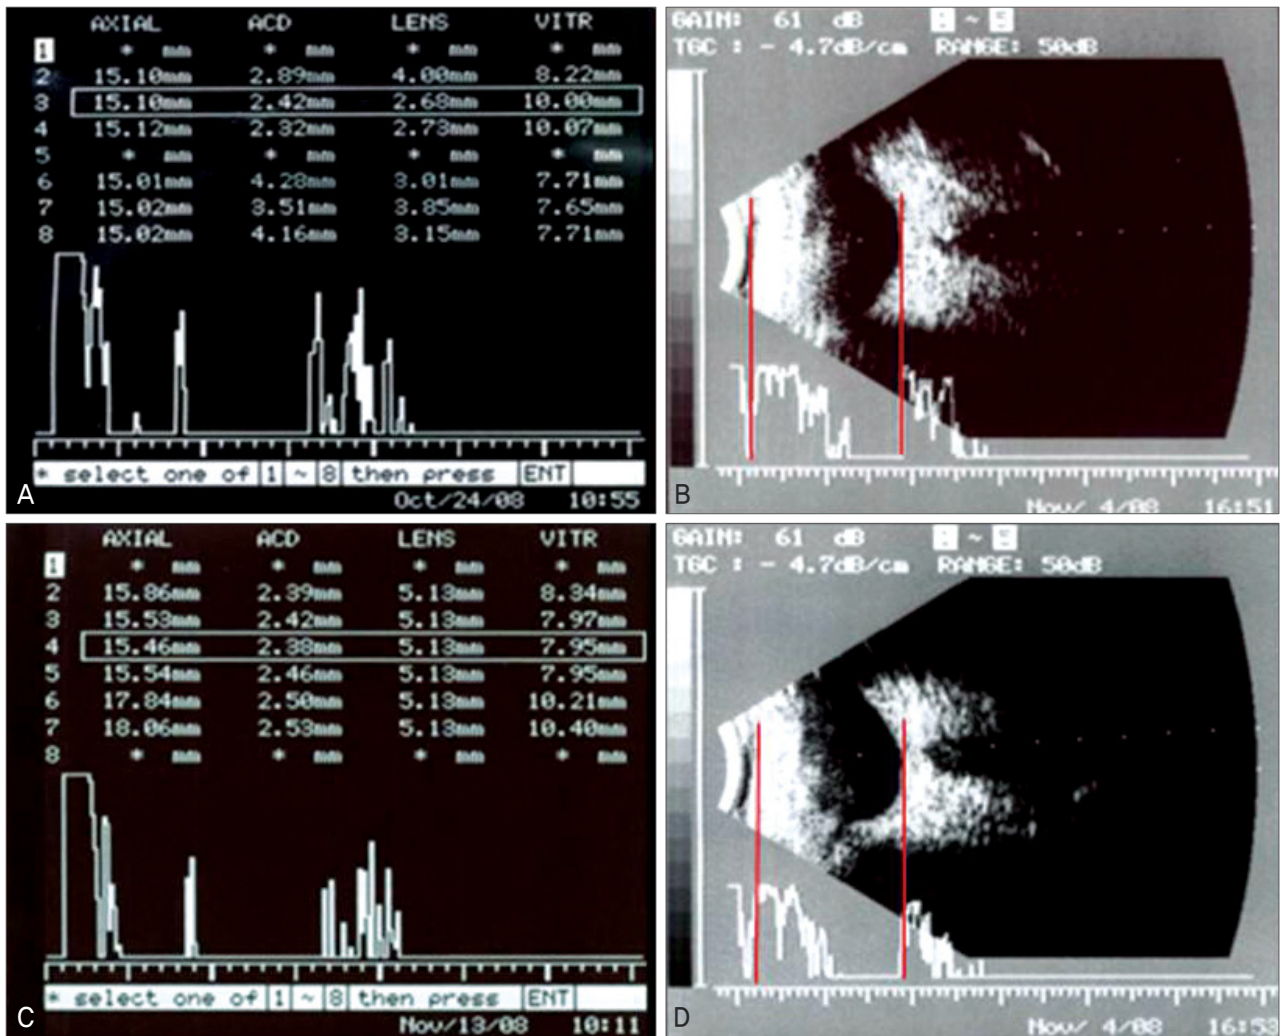 AXIAL ACD LENS VITR
1 * mm * mm * mm * mm
2 15.10mm 2.89mm 4.00mm 8.22mm
3 15.10mm 2.42mm 2.68mm 10.00mm
4 15.12mm 2.32mm 2.73mm 10.07mm
5 * mm * mm * mm * mm
6 15.01mm 4.28mm 3.01mm 7.71mm
7 15.02mm 3.51mm 3.85mm 7.65mm
8 15.02mm 4.16mm 3.15mm 7.71mm
* select one of 1 ~ 8 then press ENT
A Oct/24/08 10:55
GAIN: 61 dB ~
TGC : - 4.7dB/cm RANGE: 50dB
B Nov/ 4/08 16:51
AXIAL ACD LENS VITR
1 * mm * mm * mm * mm
2 15.86mm 2.39mm 5.13mm 8.34mm
3 15.53mm 2.42mm 5.13mm 7.97mm
4 15.46mm 2.38mm 5.13mm 7.95mm
5 15.54mm 2.46mm 5.13mm 7.95mm
6 17.84mm 2.50mm 5.13mm 10.21mm
7 18.06mm 2.53mm 5.13mm 10.40mm
8 * mm * mm * mm * mm
* select one of 1 ~ 8 then press ENT
C Nov/13/08 10:11
GAIN: 61 dB ~
TGC : - 4.7dB/cm RANGE: 50dB
D Nov/ 4/08